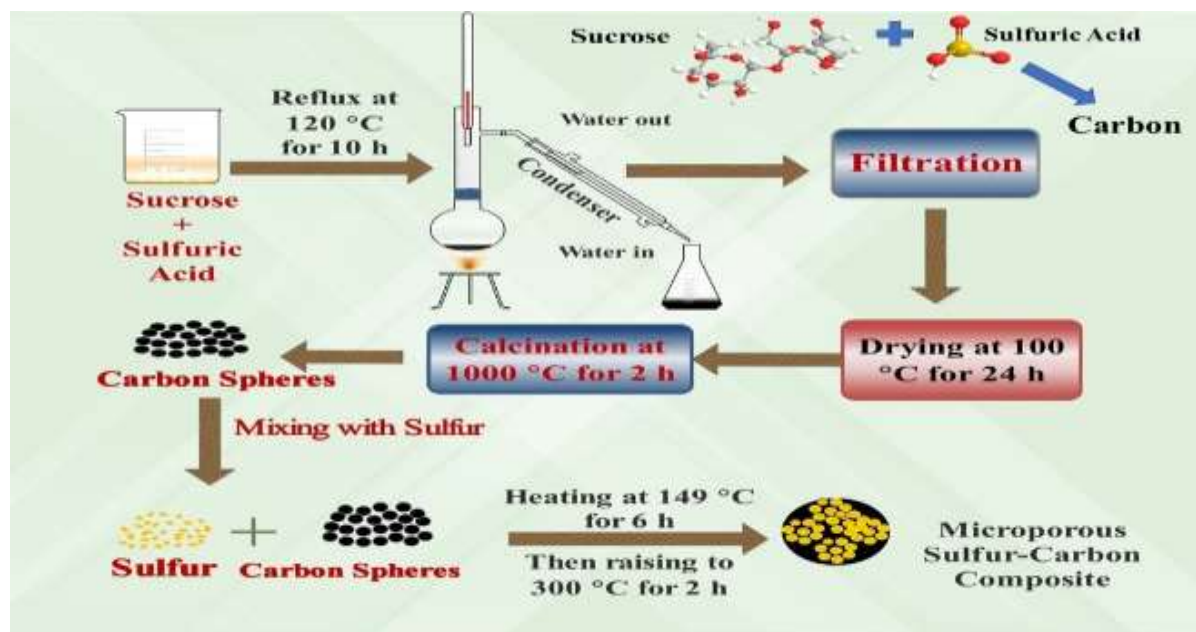 Sucrose
Sulfuric Acid
Carbon
Reflux at
120 °C
for 10 h
Sucrose
+
Sulfuric
Acid
Water out
Condenser
Water in
Filtration
Drying at 100
°C for 24 h
Calcination at
1000 °C for 2 h
Carbon Spheres
Mixing with Sulfur
Sulfur
+
Carbon Spheres
Heating at 149 °C
for 6 h
Then raising to
300 °C for 2 h
Microporous
Sulfur-Carbon
Composite